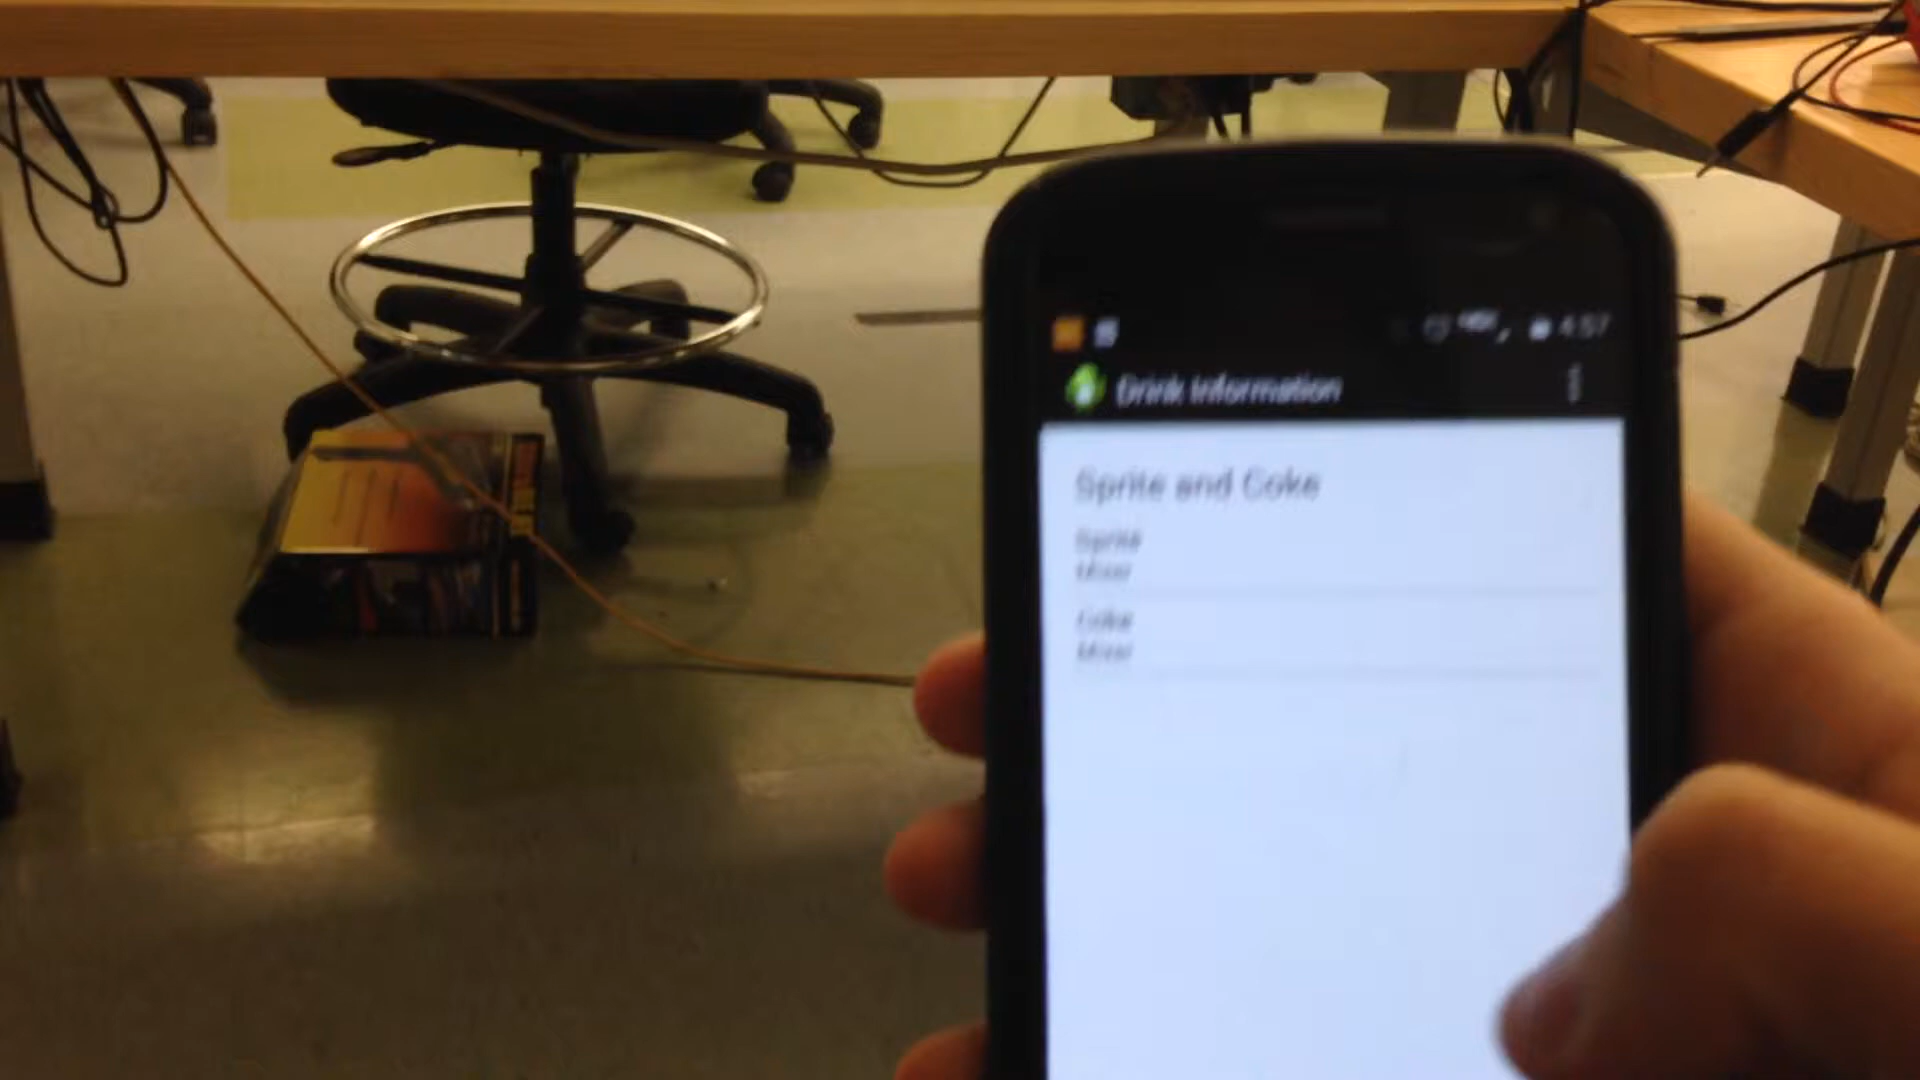 4:57
Drink Information
Sprite and Coke
Sprite
Mixer
Coke
Mixer